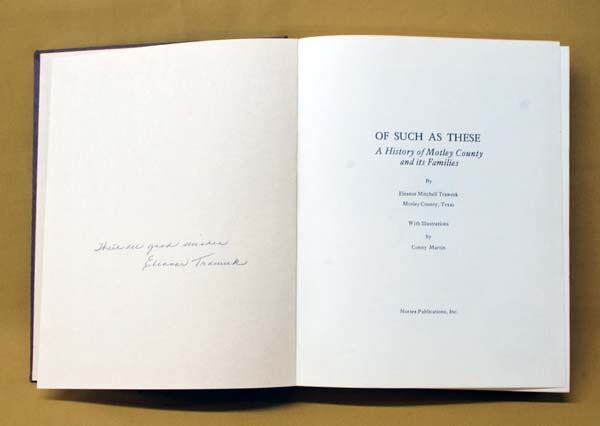 With all good wishes
Eleanor Traweek
OF SUCH AS THESE
A History of Motley County
and its Families
By
Eleanor Mitchell Traweek
Motley County, Texas
With Illustrations
by
Conny Martin
Nortex Publications, Inc.